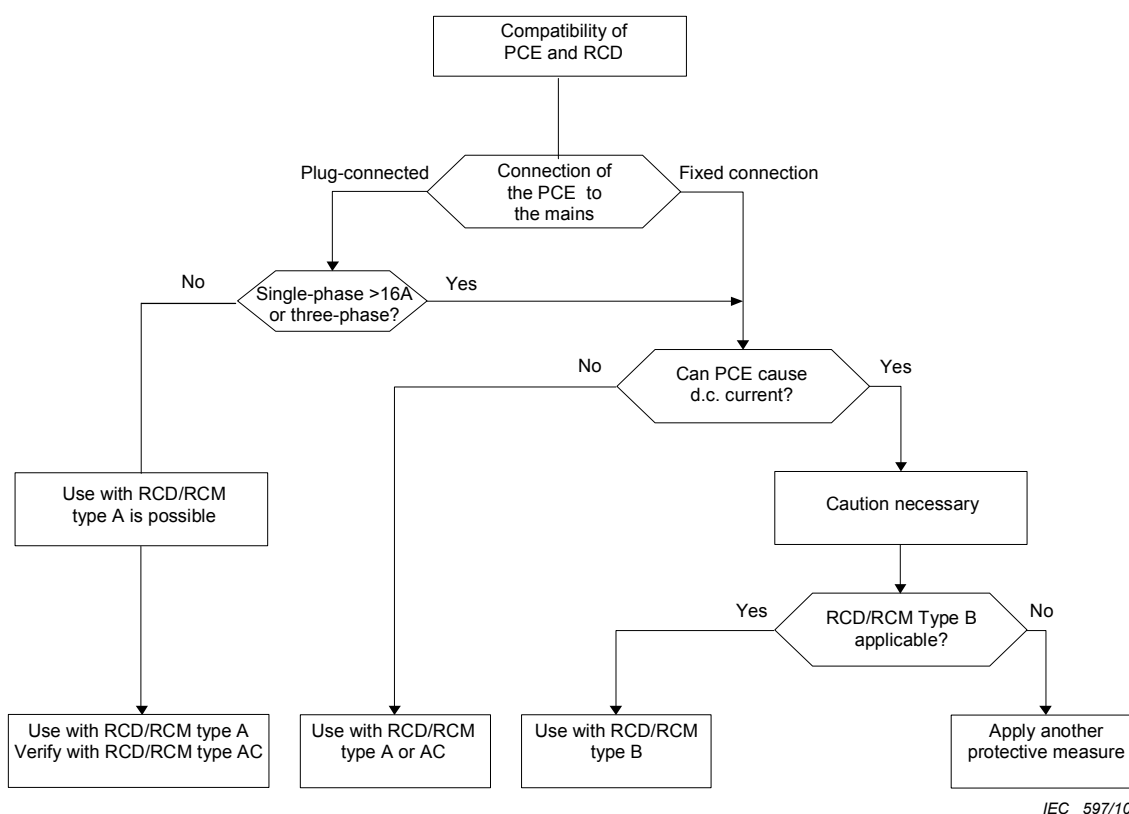 Compatibility of
PCE and RCD
Plug-connected
Connection of
the PCE to
the mains
Fixed connection
No
Single-phase >16A
or three-phase?
Yes
No
Can PCE cause
d.c. current?
Yes
Use with RCD/RCM
type A is possible
Caution necessary
Yes
RCD/RCM Type B
applicable?
No
Use with RCD/RCM type A
Verify with RCD/RCM type AC
Use with RCD/RCM
type A or AC
Use with RCD/RCM
type B
Apply another
protective measure
IEC 597/10